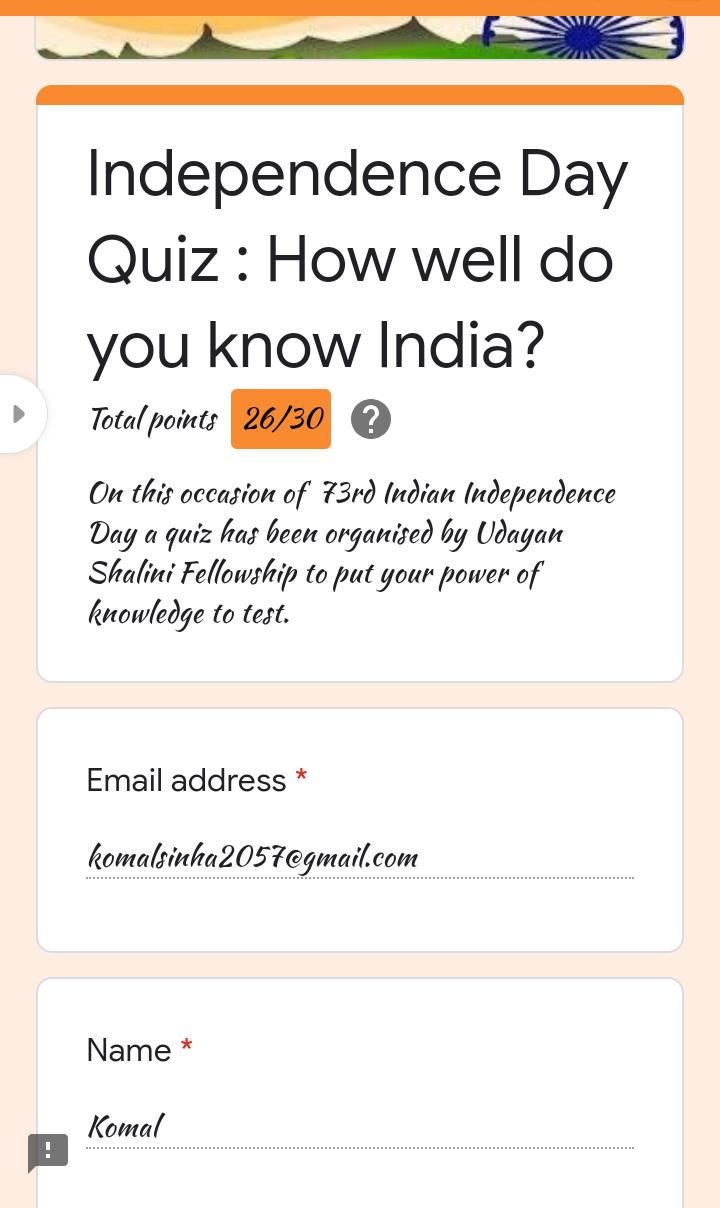 Independence Day
Quiz : How well do
you know India?
Total points 26/30
On this occasion of 73rd Indian Independence
Day a quiz has been organised by Udayan
Shalini Fellowship to put your power of
knowledge to test.
Email address *
komalsinha2057@gmail.com
Name *
Komal